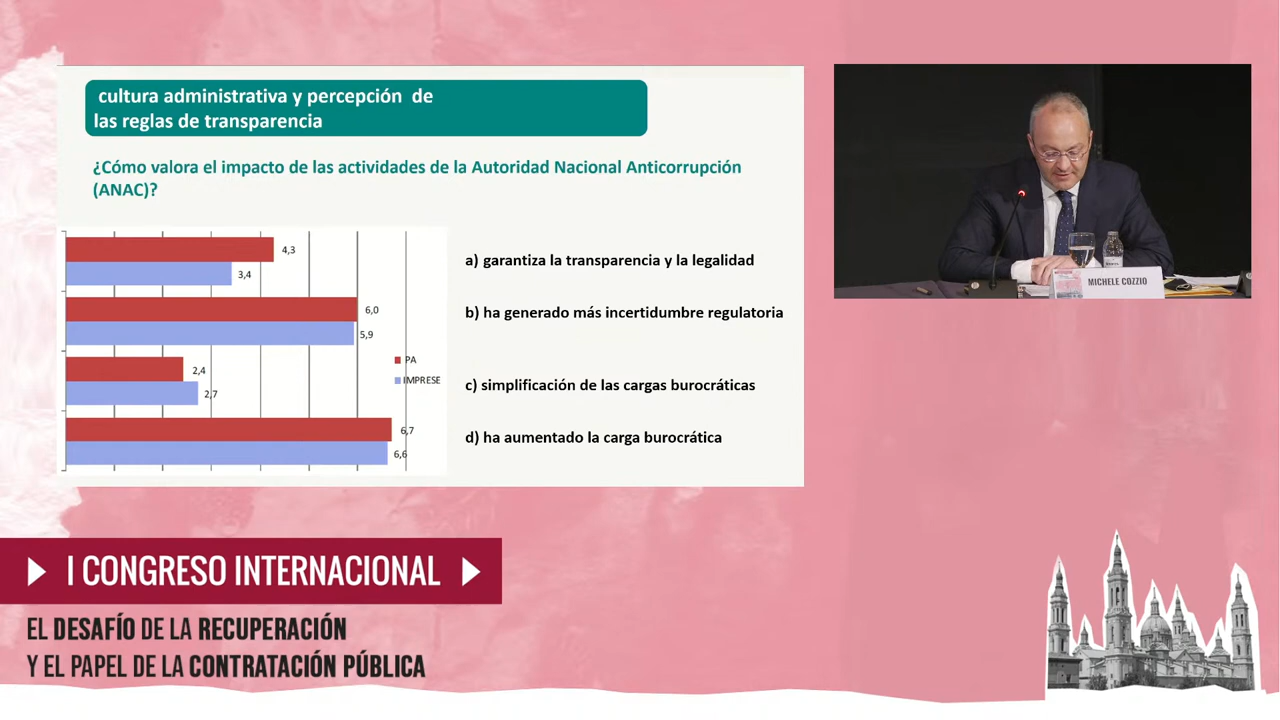 cultura administrativa y percepción de
las reglas de transparencia
¿Cómo valora el impacto de las actividades de la Autoridad Nacional Anticorrupción
(ANAC)?
4,3
3,4
6,0
5,9
2,4
2,7
6,7
6,6
PA
IMPRESE
a) garantiza la transparencia y la legalidad
b) ha generado más incertidumbre regulatoria
c) simplificación de las cargas burocráticas
d) ha aumentado la carga burocrática
MICHELE COZZIO
I CONGRESO INTERNACIONAL
EL DESAFÍO DE LA RECUPERACIÓN
Y EL PAPEL DE LA CONTRATACIÓN PÚBLICA